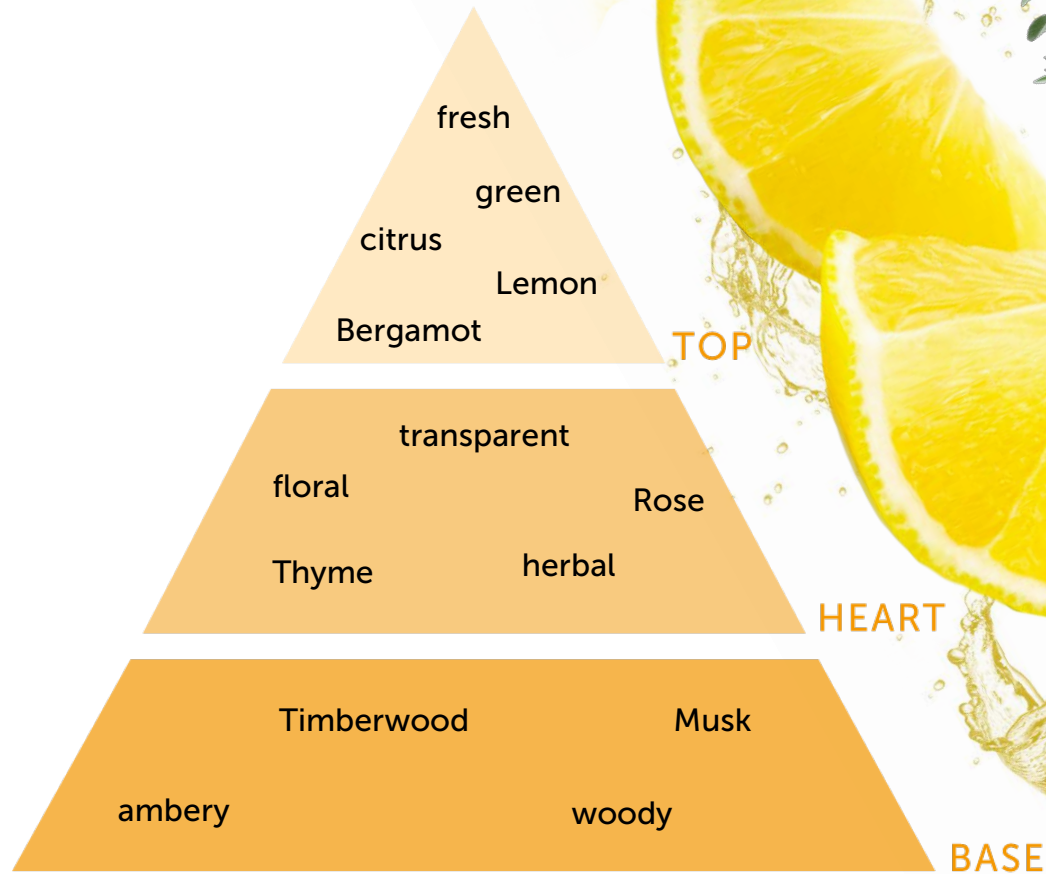 fresh
green
citrus
Lemon
Bergamot
TOP
transparent
floral
Rose
Thyme
herbal
HEART
Timberwood
Musk
ambery
woody
BASE